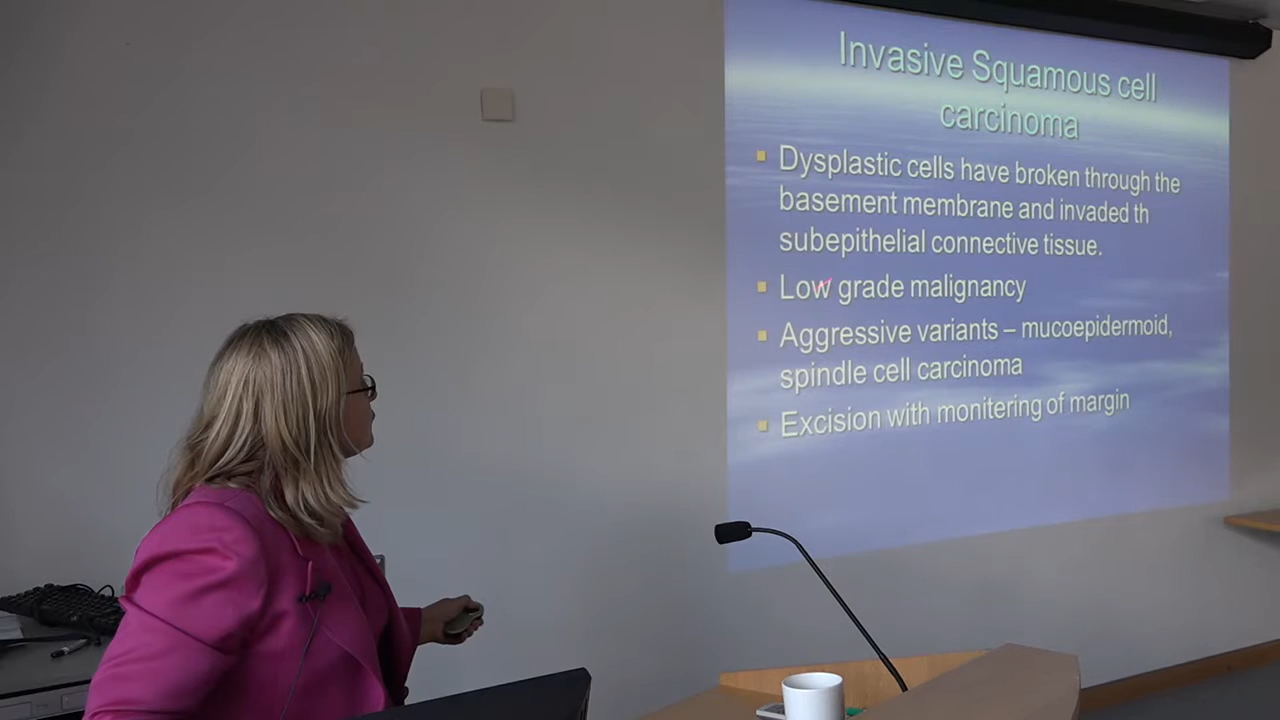 Invasive Squamous cell
carcinoma
Dysplastic cells have broken through the
basement membrane and invaded th
subepithelial connective tissue.
Low grade malignancy
Aggressive variants – mucoepidermoid,
spindle cell carcinoma
Excision with monitering of margin